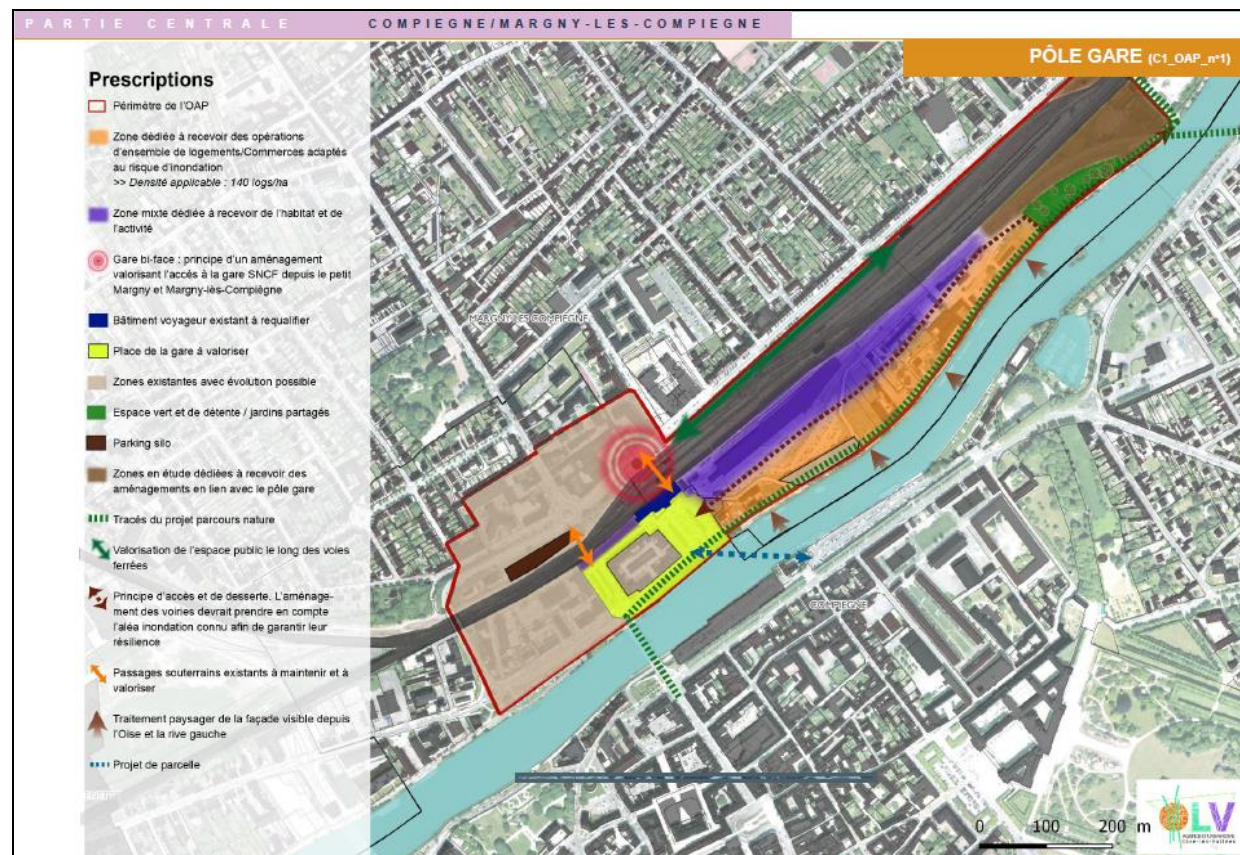 PARTIE CENTRALE
COMPIEGNE/MARGNY-LES-COMPIEGNE
PÔLE GARE (C1_OAP_n°1)
Prescriptions
Périmètre de l'OAP
Zone dédiée à recevoir des opérations
d'ensemble de logements/Commerces adaptés
au risque d'inondation
>> Densité applicable : 140 logs/ha
Zone mixte dédiée à recevoir de l'habitat et de
l'activité
Gare bi-face : principe d'un aménagement
valorisant l'accès à la gare SNCF depuis le petit
Margny et Margny-lès-Compiègne
Bâtiment voyageur existant à requalifier
Place de la gare à valoriser
Zones existantes avec évolution possible
Espace vert et de détente / jardins partagés
Parking silo
Zones en étude dédiées à recevoir des
aménagements en lien avec le pôle gare
Tracés du projet parcours nature
Valorisation de l'espace public le long des voies
ferrées
Principe d'accès et de desserte. L'aménage-
ment des voiries devrait prendre en compte
l'aléa inondation connu afin de garantir leur
résilience
Passages souterrains existants à maintenir et à
valoriser
Traitement paysager de la façade visible depuis
l'Oise et la rive gauche
Projet de parcelle
MARGNY LES COMPIEGNE
COMPIEGNE
0 100 200 m
OLV